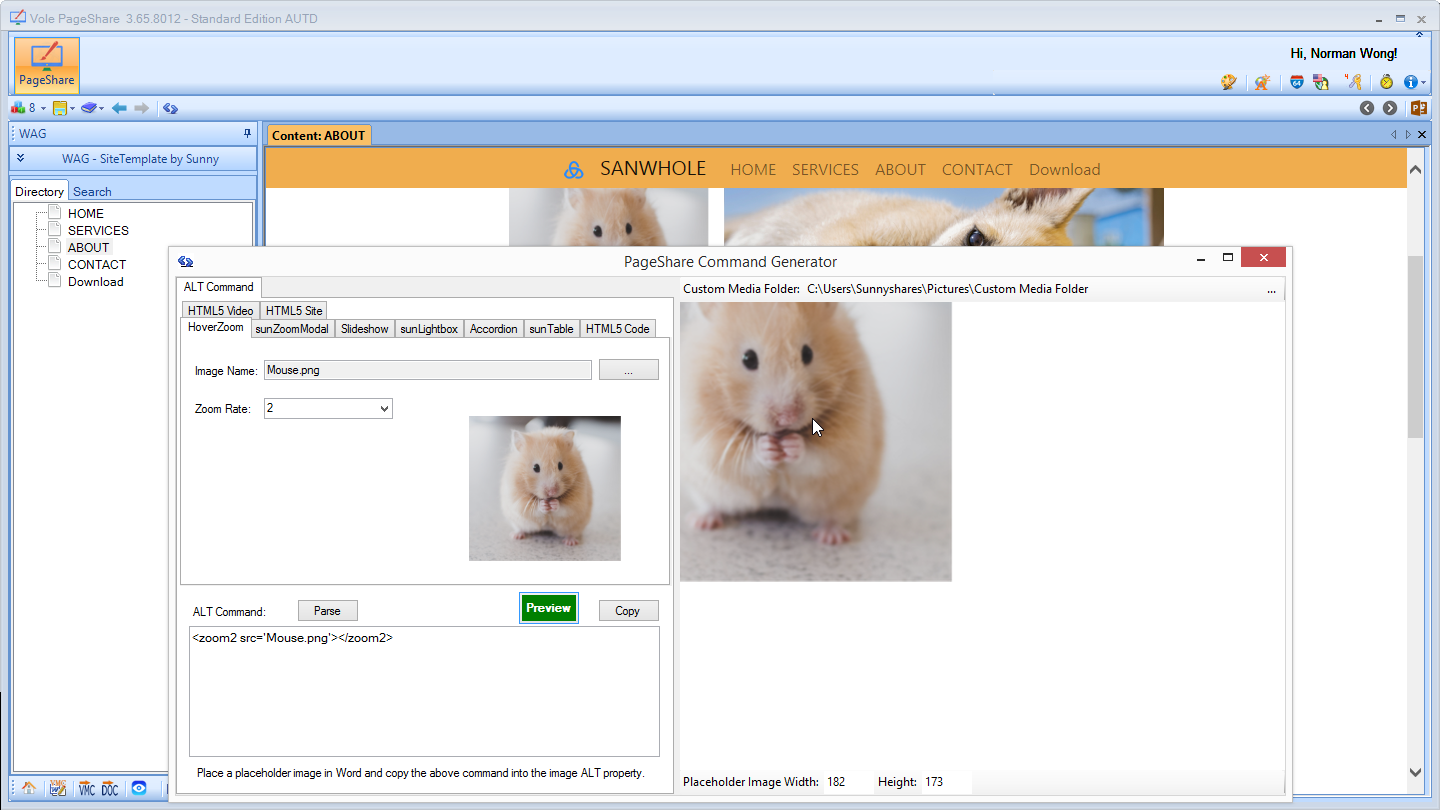 Vole PageShare 3.65.8012 - Standard Edition AUTD
PageShare
Hi, Norman Wong!
8
64
WAG
WAG - SiteTemplate by Sunny
Directory Search
HOME
SERVICES
ABOUT
CONTACT
Download
Content: ABOUT
SANWHOLE HOME SERVICES ABOUT CONTACT Download
PageShare Command Generator
ALT Command
HTML5 Video HTML5 Site
HoverZoom sunZoomModal Slideshow sunLightbox Accordion sunTable HTML5 Code
Image Name: Mouse.png ...
Zoom Rate: 2
ALT Command: Parse Preview Copy
<zoom2 src='Mouse.png'></zoom2>
Place a placeholder image in Word and copy the above command into the image ALT property.
Custom Media Folder: C:\Users\Sunnyshares\Pictures\Custom Media Folder ...
Placeholder Image Width: 182 Height: 173
VMC DOC